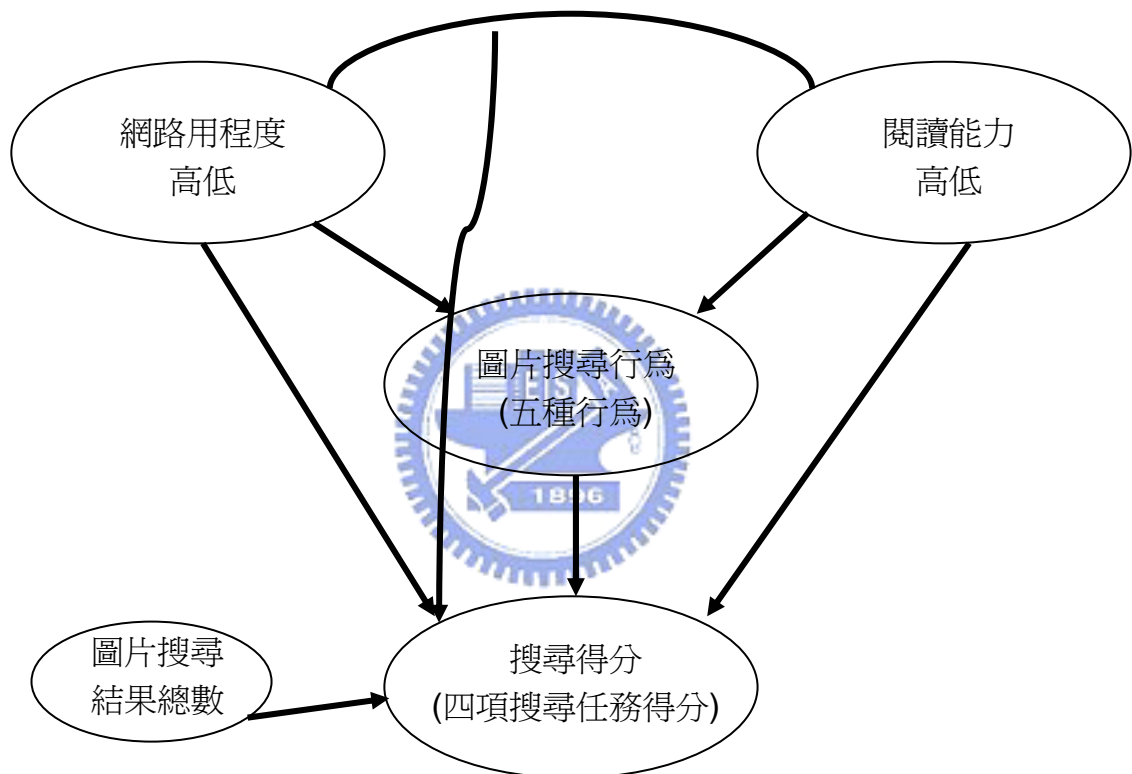 網路用程度
高低
閱讀能力
高低
圖片搜尋行為
(五種行為)
E S A
1896
圖片搜尋
結果總數
搜尋得分
(四項搜尋任務得分)